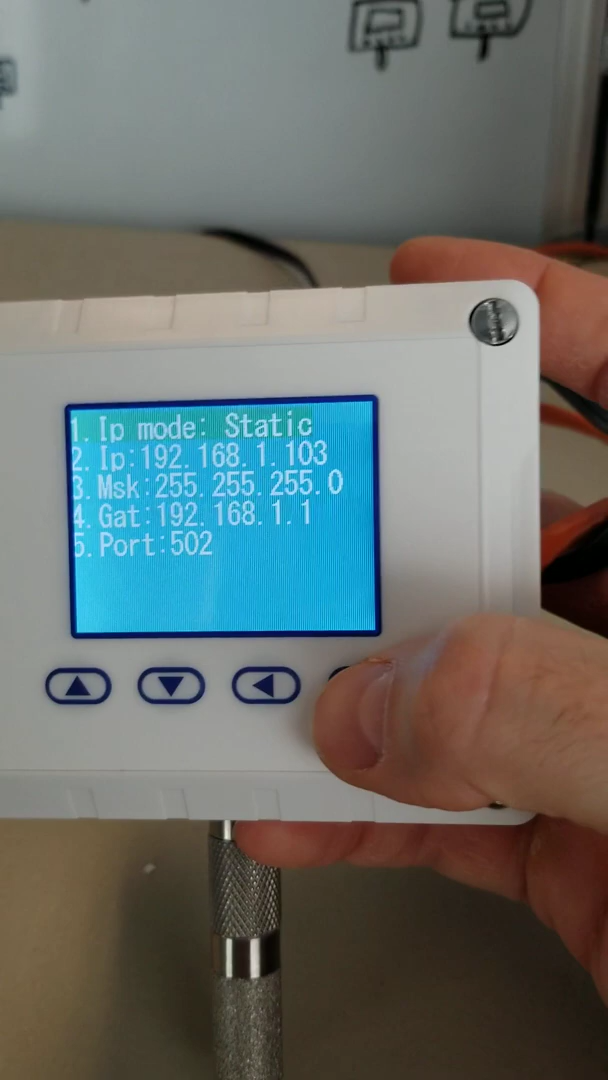 1. Ip mode: Static
2. Ip:192.168.1.103
3. Msk:255.255.255.0
4. Gat:192.168.1.1
5. Port:502